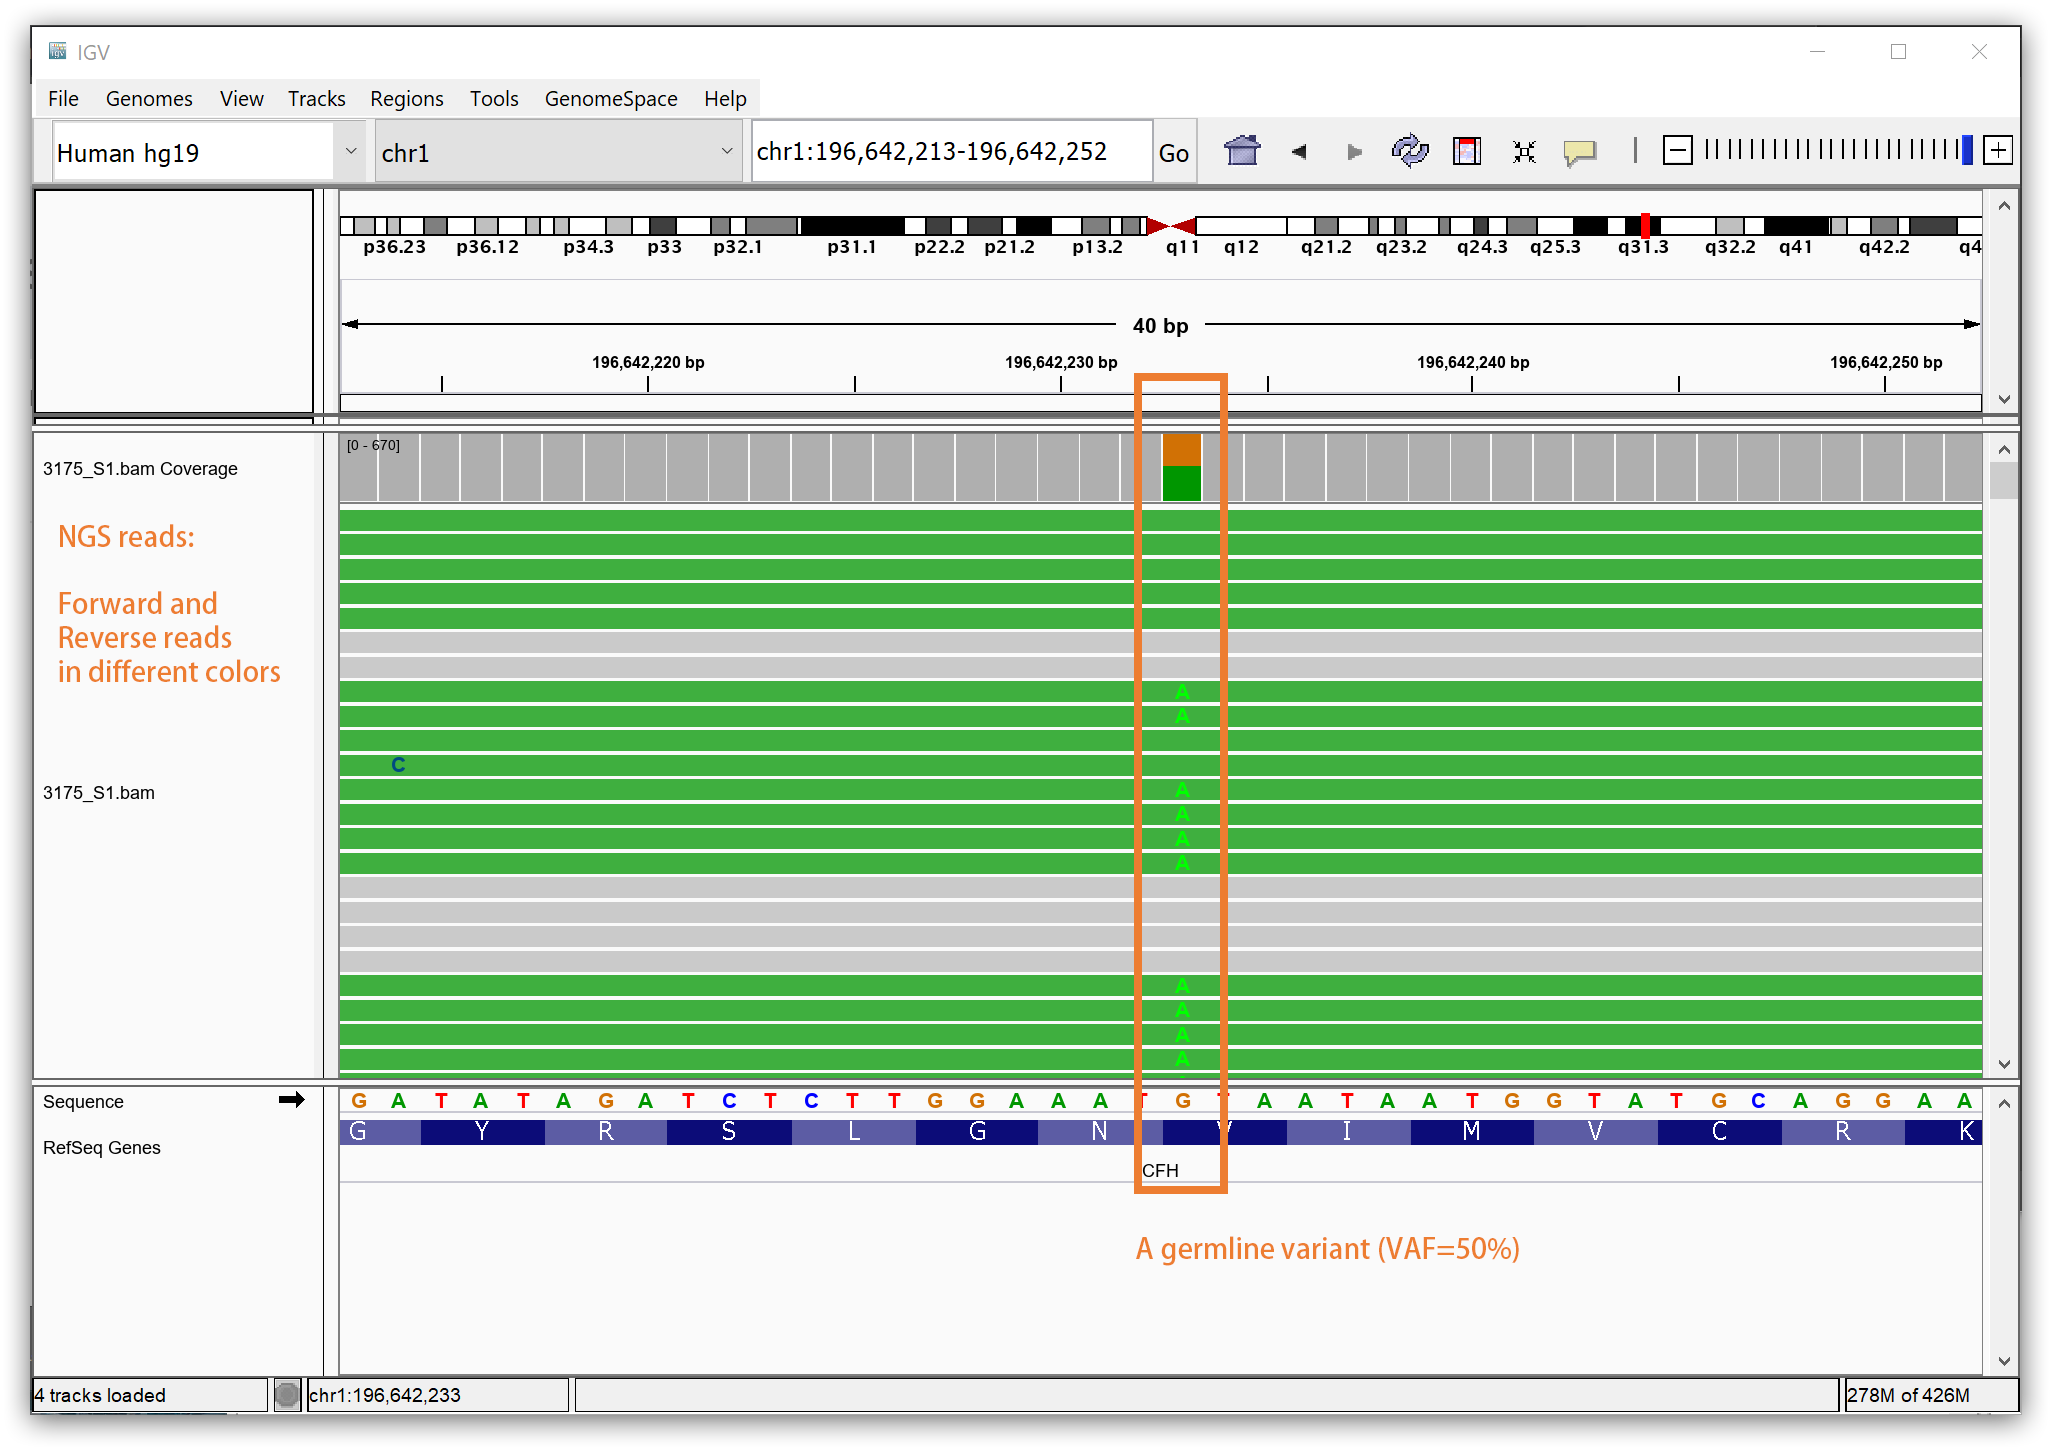 IGV
File Genomes View Tracks Regions Tools GenomeSpace Help
Human hg19 chr1 chr1:196,642,213-196,642,252 Go
p36.23 p36.12 p34.3 p33 p32.1 p31.1 p22.2 p21.2 p13.2 q11 q12 q21.2 q23.2 q24.3 q25.3 q31.3 q32.2 q41 q42.2 q4
40 bp
196,642,220 bp 196,642,230 bp 196,642,240 bp 196,642,250 bp
[0 - 670]
3175_S1.bam Coverage
NGS reads:
Forward and
Reverse reads
in different colors
A
A
C
3175_S1.bam
A
A
A
A
A
A
A
A
Sequence G A T A T A G A T C T C T T G G A A A T G T A A T A A T G G T A T G C A G G A A
G Y R S L G N V I M V C R K
RefSeq Genes
CFH
A germline variant (VAF=50%)
4 tracks loaded chr1:196,642,233 278M of 426M